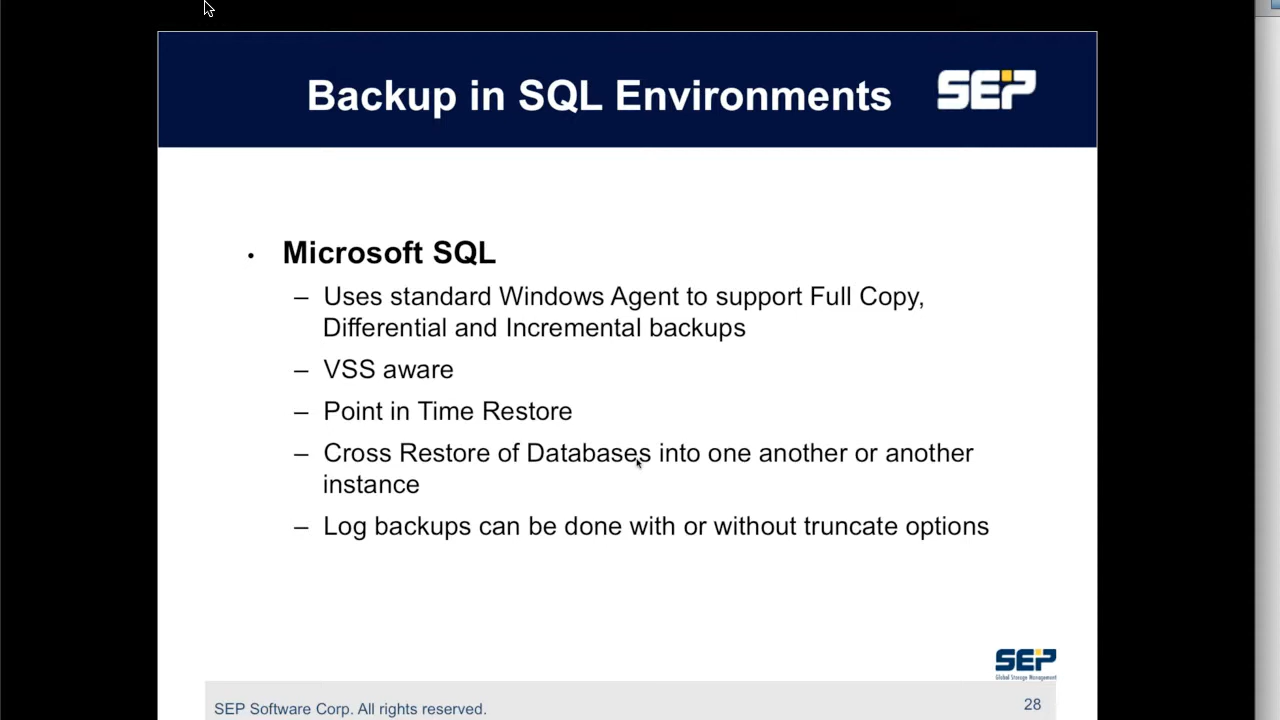 Backup in SQL Environments
SEP
• Microsoft SQL
– Uses standard Windows Agent to support Full Copy,
Differential and Incremental backups
– VSS aware
– Point in Time Restore
– Cross Restore of Databases into one another or another
instance
– Log backups can be done with or without truncate options
SEP
Global Storage Management
SEP Software Corp. All rights reserved.
28